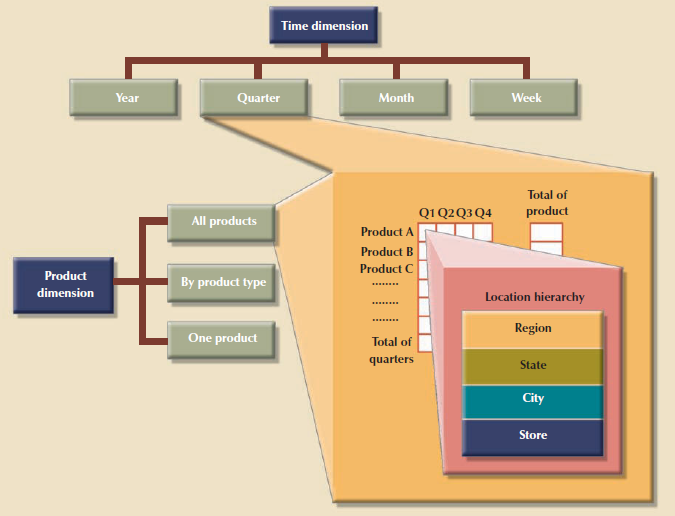 Time dimension
Year
Quarter
Month
Week
All products
Product
dimension
By product type
One product
Total of
product
Q1 Q2 Q3 Q4
Product A
Product B
Product C
........
........
........
Total of
quarters
Location hierarchy
Region
State
City
Store